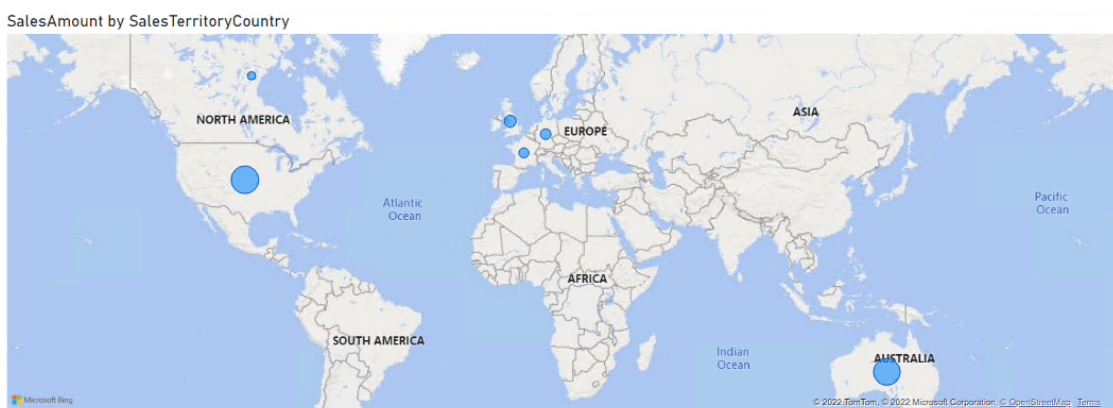 SalesAmount by SalesTerritoryCountry
NORTH AMERICA
EUROPE
ASIA
Atlantic
Ocean
Pacific
Ocean
AFRICA
SOUTH AMERICA
Indian
Ocean
AUSTRALIA
Microsoft Bing
© 2022 TomTom, © 2022 Microsoft Corporation, © OpenStreetMap Terms